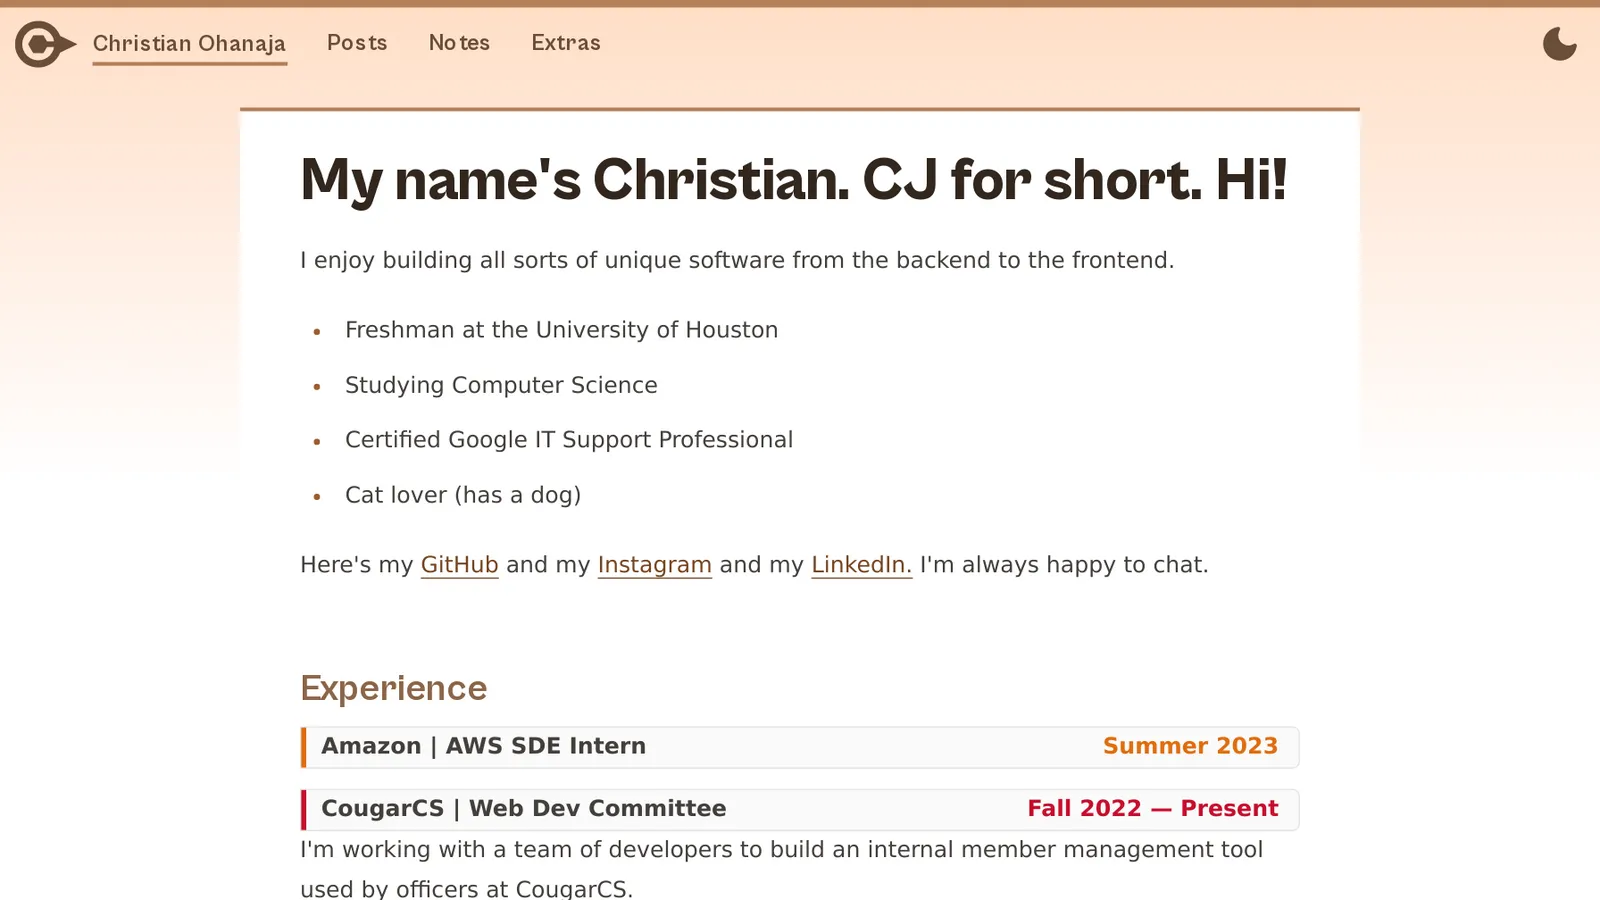 Christian Ohanaja
Posts
Notes
Extras
My name's Christian. CJ for short. Hi!
I enjoy building all sorts of unique software from the backend to the frontend.
• Freshman at the University of Houston
• Studying Computer Science
• Certified Google IT Support Professional
• Cat lover (has a dog)
Here's my GitHub and my Instagram and my LinkedIn. I'm always happy to chat.
Experience
Amazon | AWS SDE Intern
Summer 2023
CougarCS | Web Dev Committee
Fall 2022 — Present
I'm working with a team of developers to build an internal member management tool
used by officers at CougarCS.